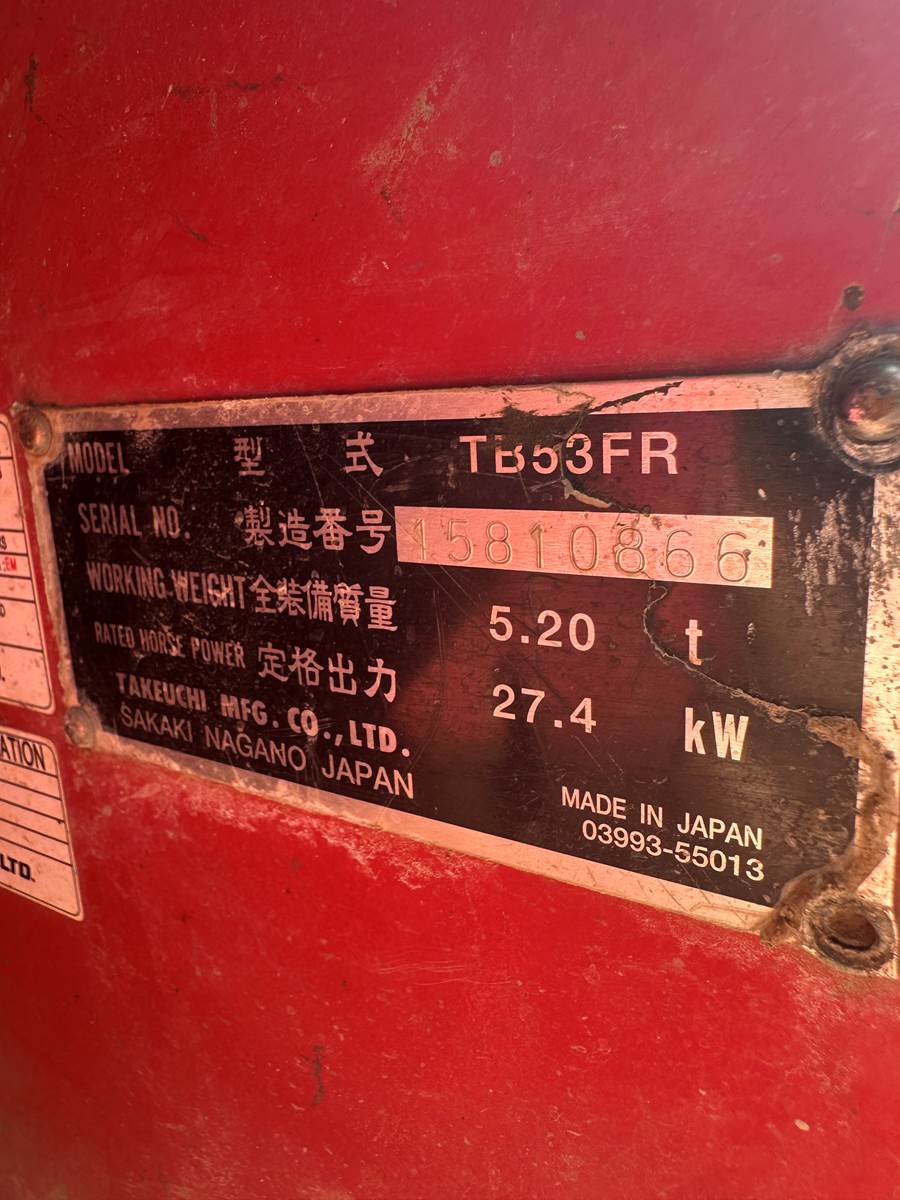 MODEL 型 式 TB53FR
SERIAL NO. 製造番号 15810866
WORKING WEIGHT 全装備質量 5.20 t
RATED HORSE POWER 定格出力 27.4 kW
TAKEUCHI MFG. CO., LTD.
SAKAKI NAGANO JAPAN
MADE IN JAPAN
03993-55013
LTD.